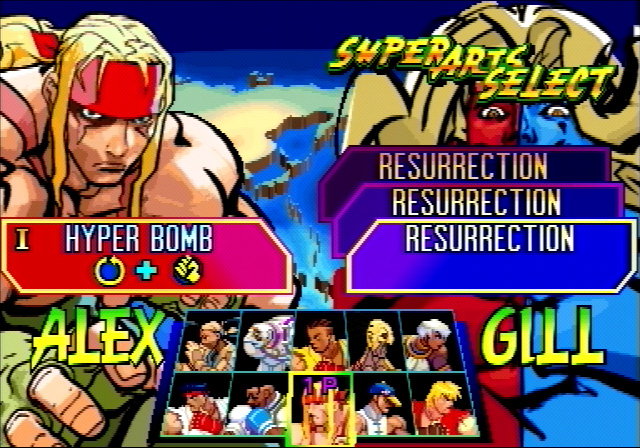 SUPER ARTS SELECT
RESURRECTION
RESURRECTION
I HYPER BOMB
RESURRECTION
+
ALEX
GILL
1P